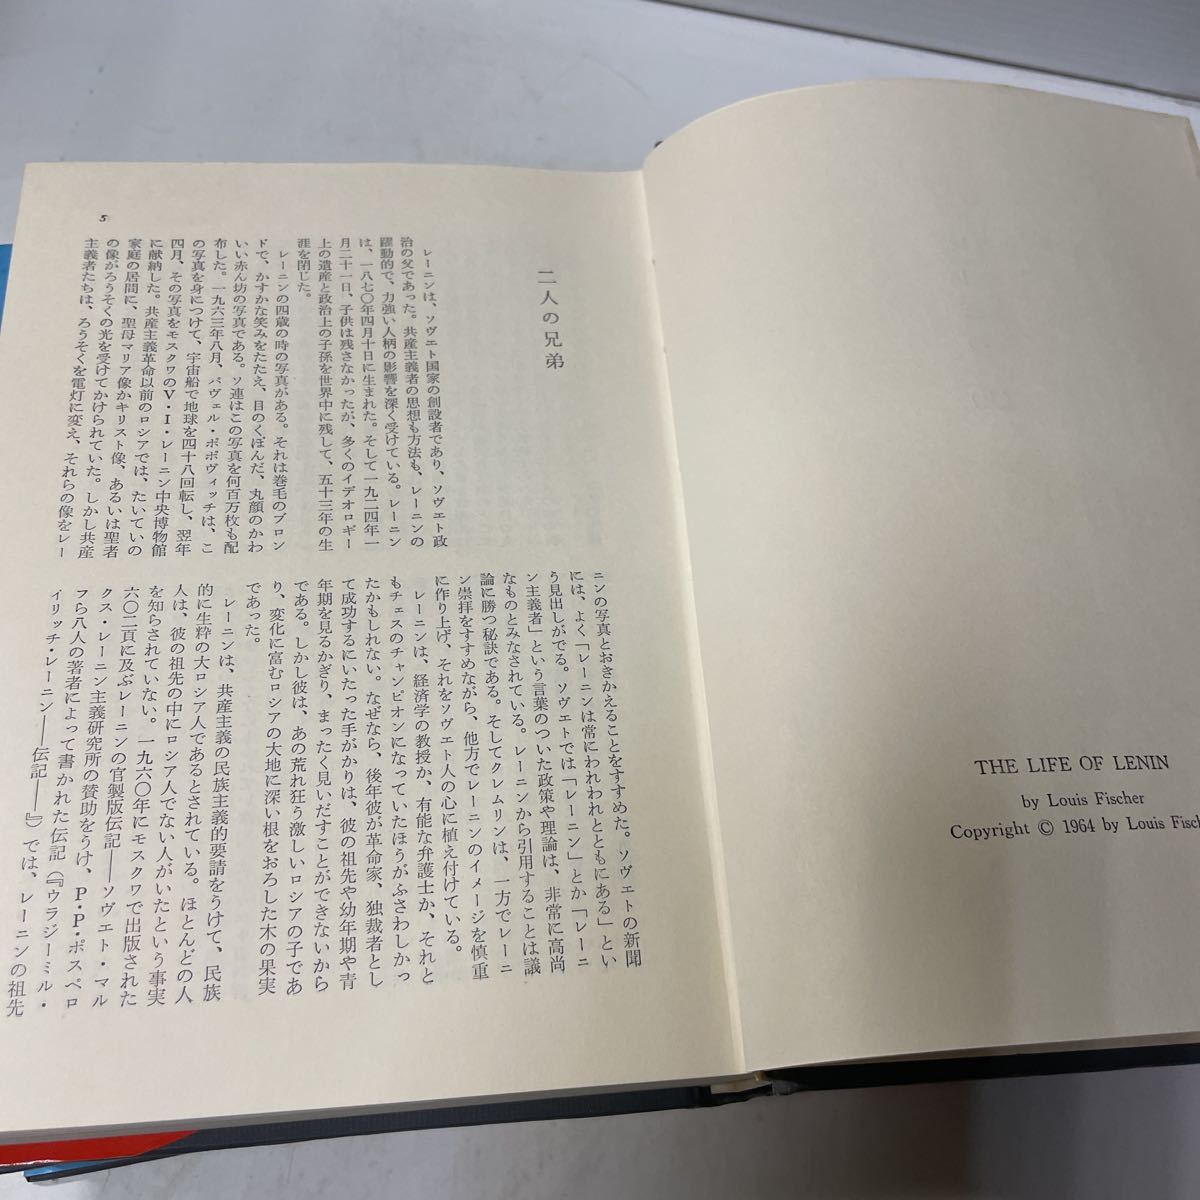 THE LIFE OF LENIN
by Louis Fischer
Copyright © 1964 by Louis Fisch
二人の兄弟
レーニンは、ソヴェト国家の創設者であり、ソヴェト政
治の父であった。共産主義者の思想も方法も、レーニンの
躍動的で、力強い人柄の影響を深く受けている。レーニン
は、一八七〇年四月十日に生まれた。そして一九二四年一
月二十一日、子供は残さなかったが、多くのイデオロギー
上の遺産と政治上の子孫を世界中に残して、五十三年の生
涯を閉じた。
レーニンの四歳の時の写真がある。それは巻毛のブロン
ドで、かすかな笑みをたたえ、目のくぼんだ、丸顔のかわ
いい赤ん坊の写真である。ソ連はこの写真を何百万枚も配
布した。一九六三年八月、パヴェル・ポポヴィッチは、こ
の写真を身につけて、宇宙船で地球を四十八回転し、翌年
四月、その写真をモスクワのV・I・レーニン中央博物館
に献納した。共産主義革命以前のロシアでは、たいていの
家庭の居間に、聖母マリア像かキリスト像、あるいは聖者
の像がろうそくの光を受けてかけられていた。しかし共産
主義者たちは、ろうそくを電灯に変え、それらの像をレー
ニンの写真とおきかえることをすすめた。ソヴェトの新聞
には、よく「レーニンは常にわれわれとともにある」とい
う見出しがでる。ソヴェトでは「レーニン」とか「レーニ
ン主義者」という言葉のついた政策や理論は、非常に高尚
なものとみなされている。レーニンから引用することは議
論に勝つ秘訣である。そしてクレムリンは、一方でレーニ
ン崇拝をすすめながら、他方でレーニンのイメージを慎重
に作り上げ、それをソヴェト人の心に植え付けている。
レーニンは、経済学の教授か、有能な弁護士か、それと
もチェスのチャンピオンになっていたほうがふさわしかっ
たかもしれない。なぜなら、後年彼が革命家、独裁者とし
て成功するにいたった手がかりは、彼の祖先や幼年期や青
年期を見るかぎり、まったく見いだすことができないから
である。しかし彼は、あの荒れ狂う激しいロシアの子であ
り、変化に富むロシアの大地に深い根をおろした木の果実
であった。
レーニンは、共産主義の民族主義的要請をうけて、民族
的に生粋の大ロシア人であるとされている。ほとんどの人
人は、彼の祖先の中にロシア人でない人がいたという事実
を知らされていない。一九六〇年にモスクワで出版された
六〇二頁に及ぶレーニンの官製版伝記――ソヴェト・マル
クス・レーニン主義研究所の賛助をうけ、P・P・ポスペロ
フら八人の著者によって書かれた伝記（『ウラジーミル・
イリッチ・レーニン――伝記――』）では、レーニンの祖先
5